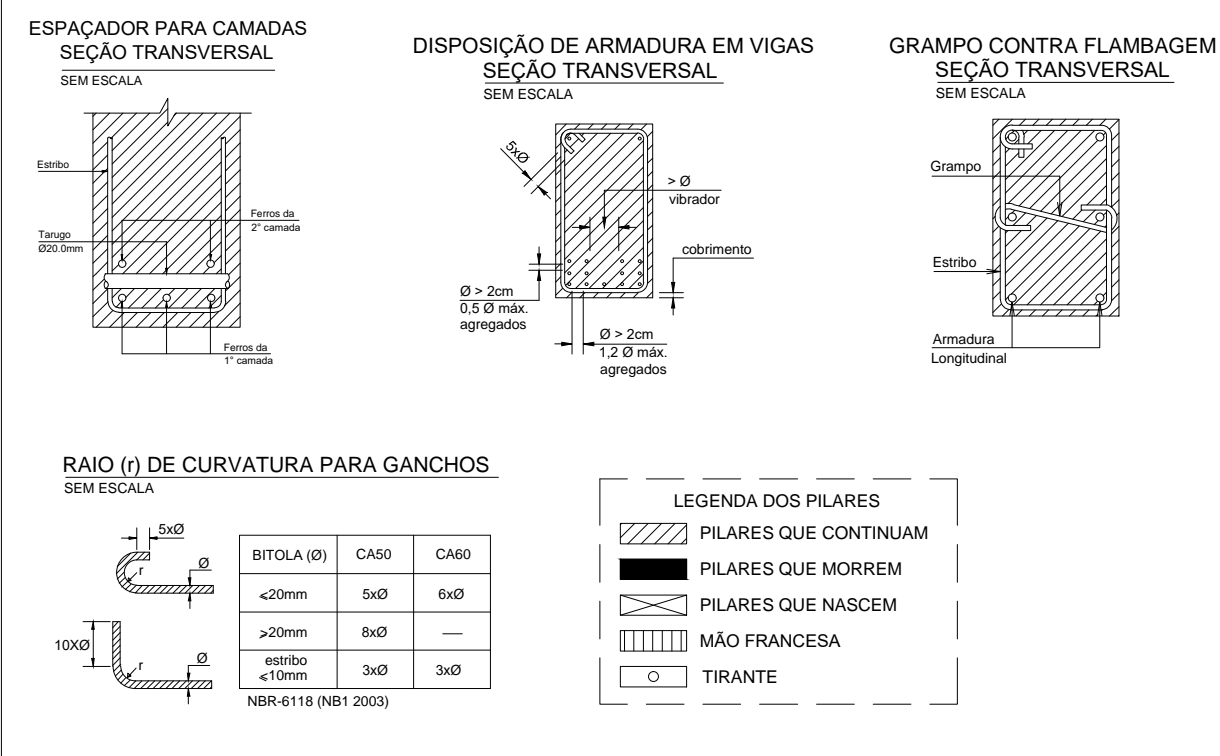 ESPAÇADOR PARA CAMADAS
SEÇÃO TRANSVERSAL
SEM ESCALA
Estribo
Tarugo
Ø20.0mm
Ferros da
2° camada
Ferros da
1° camada
DISPOSIÇÃO DE ARMADURA EM VIGAS
SEÇÃO TRANSVERSAL
SEM ESCALA
5xØ
> Ø
vibrador
cobrimento
Ø > 2cm
0,5 Ø máx.
agregados
Ø > 2cm
1,2 Ø máx.
agregados
GRAMPO CONTRA FLAMBAGEM
SEÇÃO TRANSVERSAL
SEM ESCALA
Grampo
Estribo
Armadura
Longitudinal
RAIO (r) DE CURVATURA PARA GANCHOS
SEM ESCALA
5xØ
r
Ø
10XØ
r
Ø
BITOLA (Ø) CA50 CA60
⩽20mm 5xØ 6xØ
⩾20mm 8xØ —
estribo
⩽10mm 3xØ 3xØ
NBR-6118 (NB1 2003)
LEGENDA DOS PILARES
PILARES QUE CONTINUAM
PILARES QUE MORREM
PILARES QUE NASCEM
MÃO FRANCESA
TIRANTE